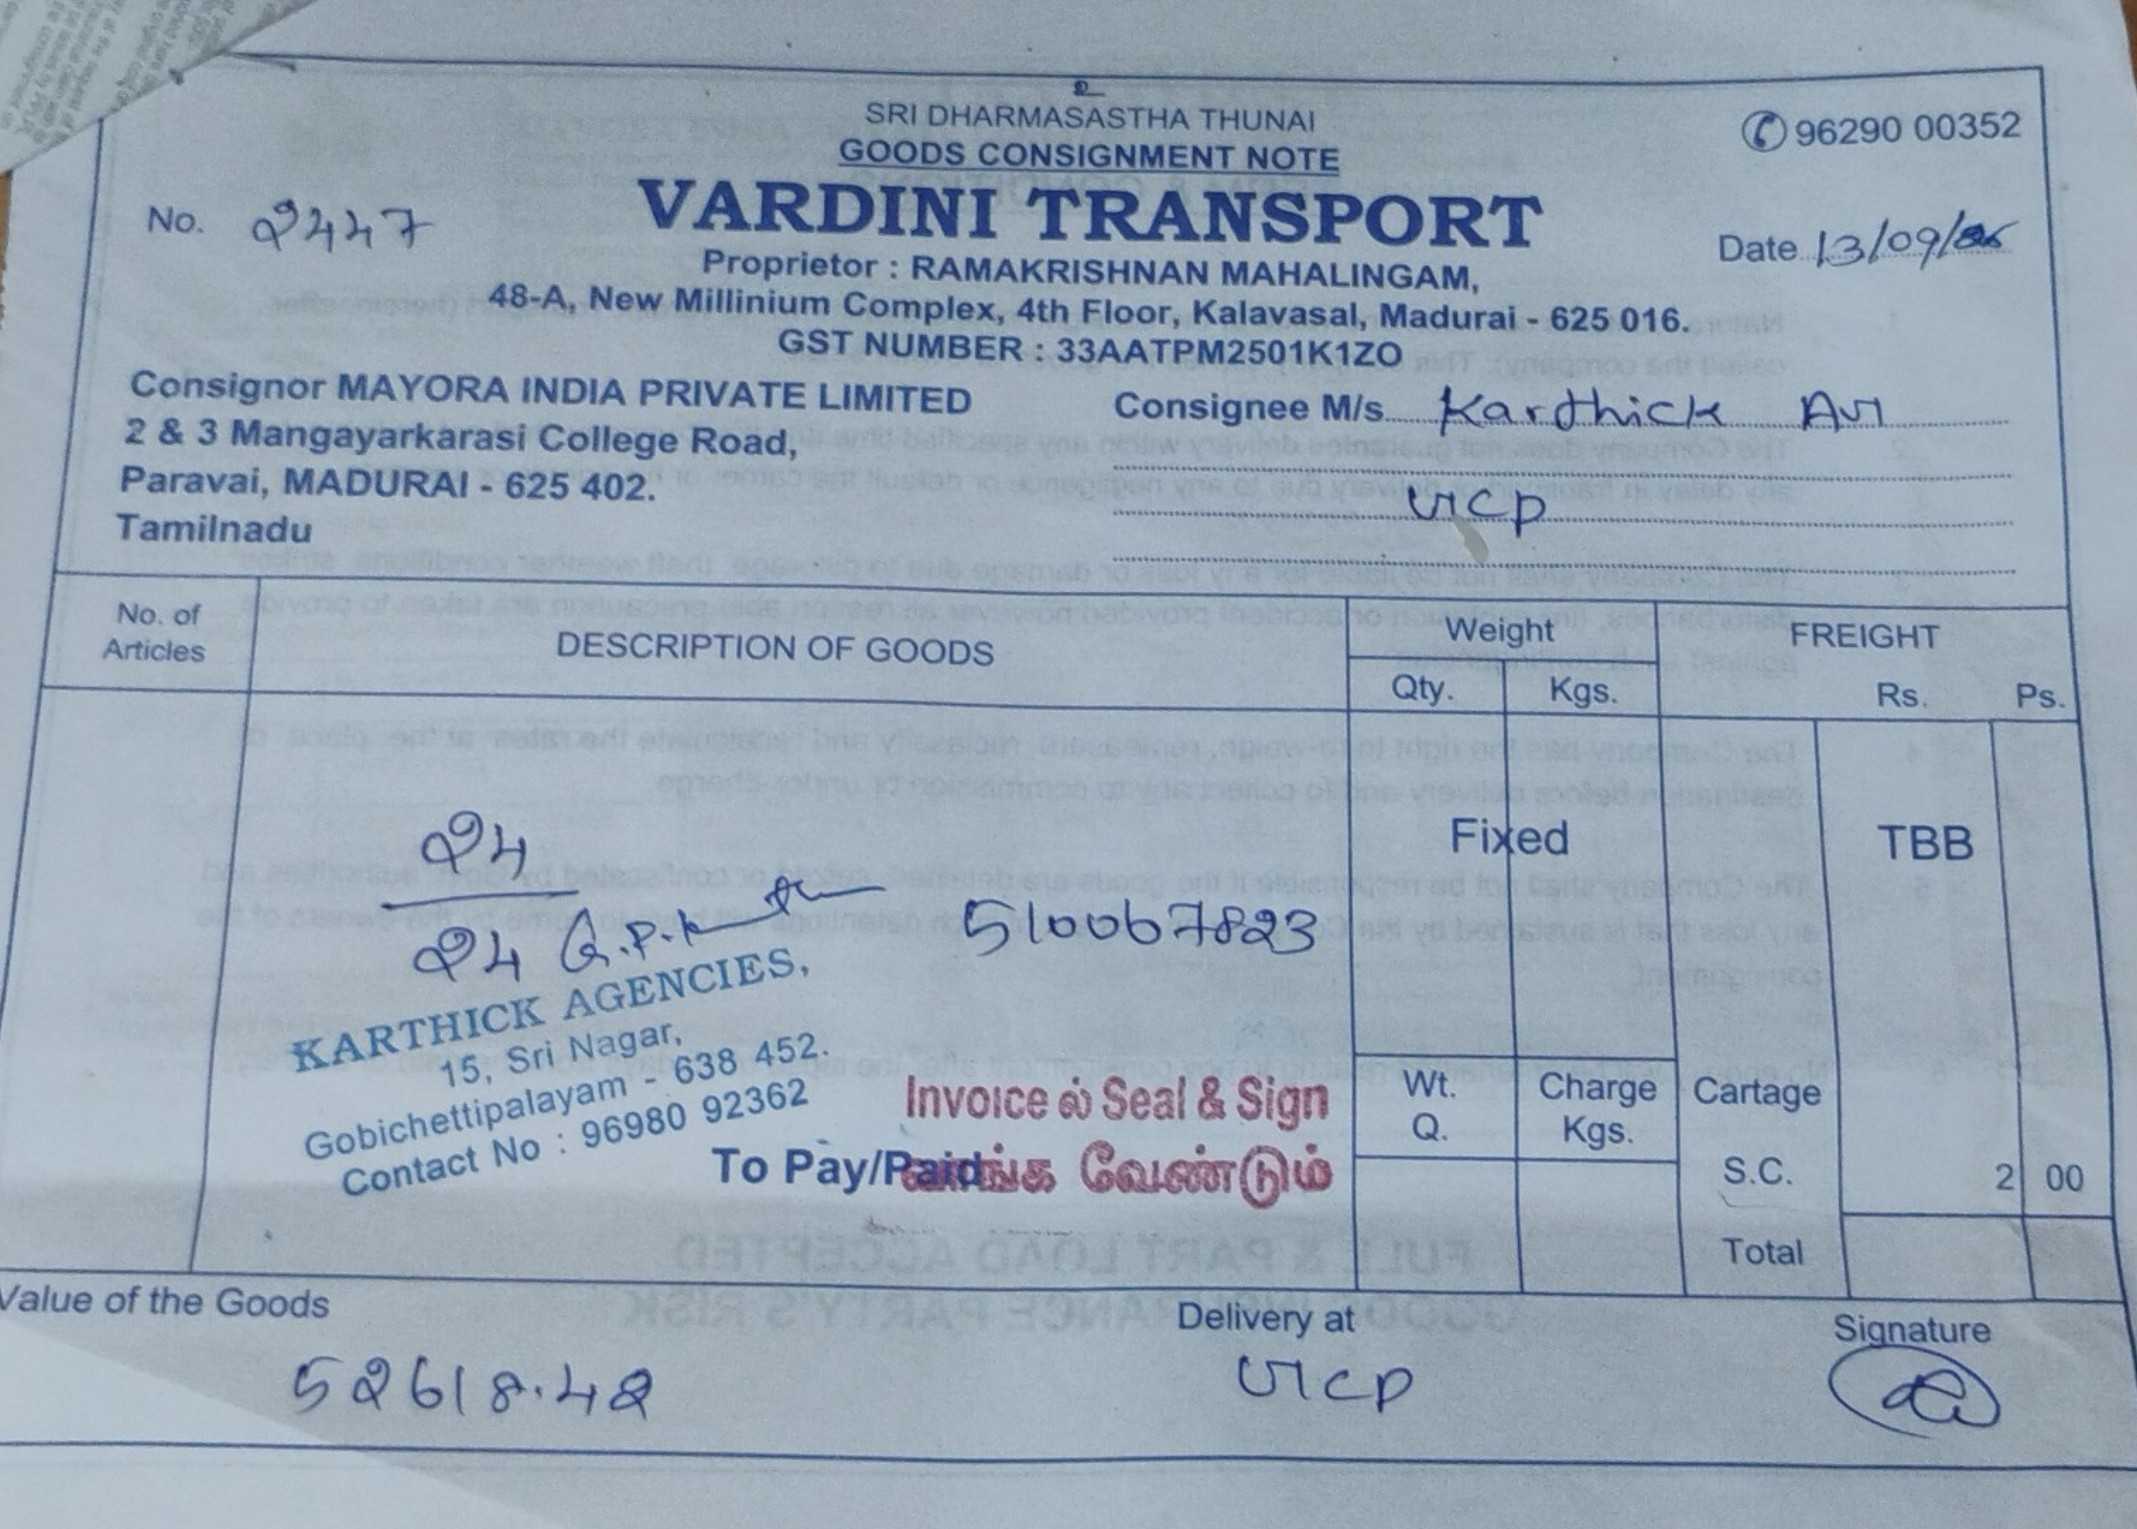 உ
SRI DHARMASASTHA THUNAI
GOODS CONSIGNMENT NOTE
96290 00352
VARDINI TRANSPORT
No. 2447
Date 13/09/
Proprietor : RAMAKRISHNAN MAHALINGAM,
48-A, New Millinium Complex, 4th Floor, Kalavasal, Madurai - 625 016.
GST NUMBER : 33AATPM2501K1ZO
Consignor MAYORA INDIA PRIVATE LIMITED
2 & 3 Mangayarkarasi College Road,
Paravai, MADURAI - 625 402.
Tamilnadu
Consignee M/s. Karthick
No. of
Articles
DESCRIPTION OF GOODS
Weight
Qty. Kgs.
FREIGHT
Rs. Ps.
24
24
510067823
Fixed
TBB
KARTHICK AGENCIES,
15, Sri Nagar,
Gobichettipalayam - 638 452.
Contact No : 96980 92362
Invoice ல் Seal & Sign
வாங்க வேண்டும்
To Pay/Paid
Wt.
Q.
Charge
Kgs.
Cartage
S.C. 2 00
Total
Value of the Goods
52618.42
Delivery at
Signature